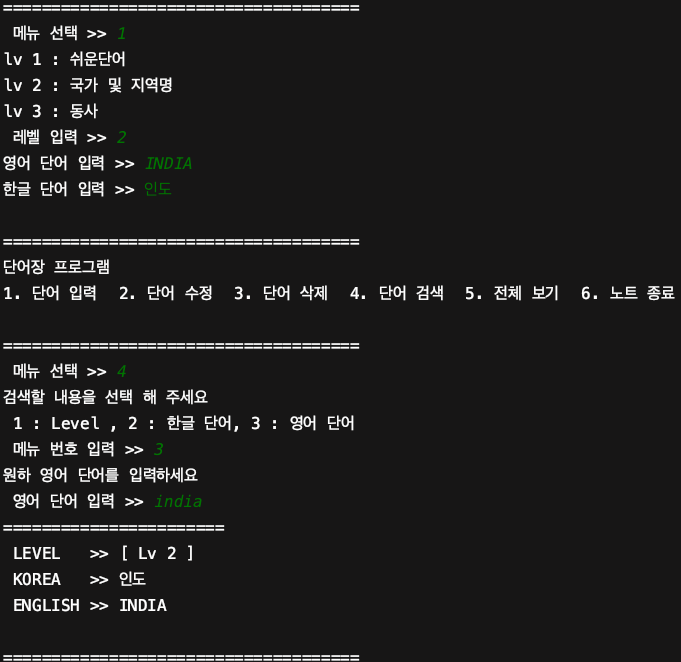 ======================================
메뉴 선택 >> 1
lv 1 : 쉬운단어
lv 2 : 국가 및 지역명
lv 3 : 동사
레벨 입력 >> 2
영어 단어 입력 >> INDIA
한글 단어 입력 >> 인도
======================================
단어장 프로그램
1. 단어 입력  2. 단어 수정  3. 단어 삭제  4. 단어 검색  5. 전체 보기  6. 노트 종료
======================================
메뉴 선택 >> 4
검색할 내용을 선택 해 주세요
1 : Level , 2 : 한글 단어, 3 : 영어 단어
메뉴 번호 입력 >> 3
원하 영어 단어를 입력하세요
영어 단어 입력 >> india
========================
LEVEL   >> [ Lv 2 ]
KOREA   >> 인도
ENGLISH >> INDIA
======================================